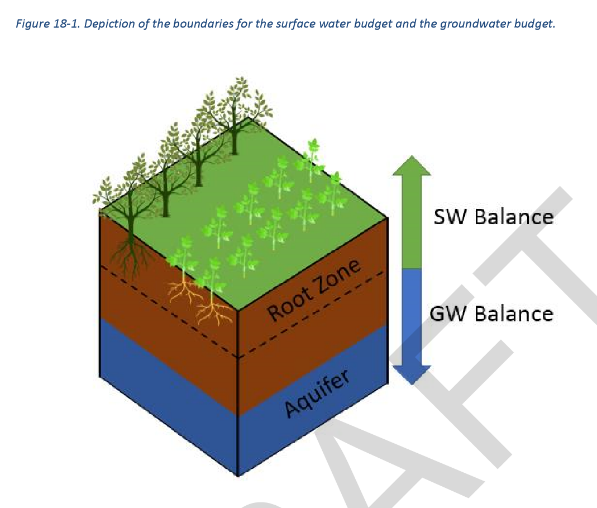 Figure 18-1. Depiction of the boundaries for the surface water budget and the groundwater budget.
SW Balance
Root Zone
GW Balance
Aquifer
RAFT